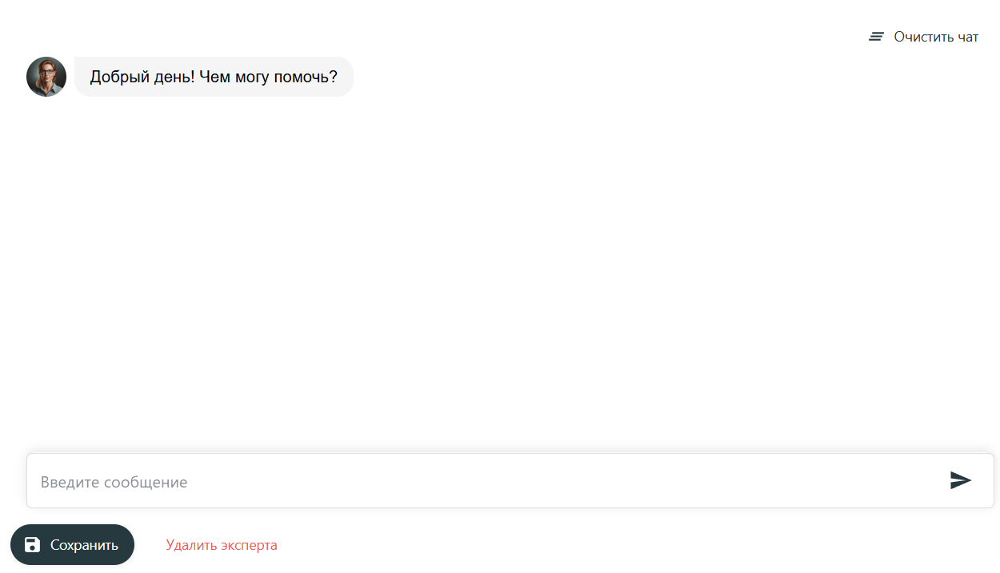 Очистить чат
Добрый день! Чем могу помочь?
Введите сообщение
Сохранить
Удалить эксперта